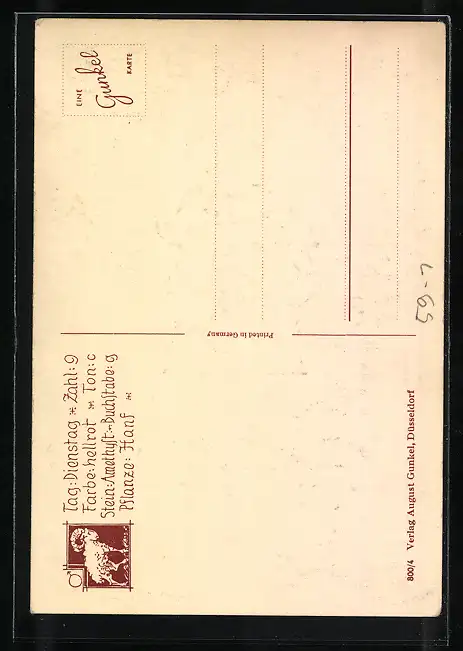 Tag: Dienstag * Zahl: 9
Farbe: hellrot * Ton: c
Stein: Amethyst * Buchstabe: g
Pflanze: Hanf *
EINE
Gunkel
KARTE
Printed in Germany
800/4 Verlag August Gunkel, Düsseldorf